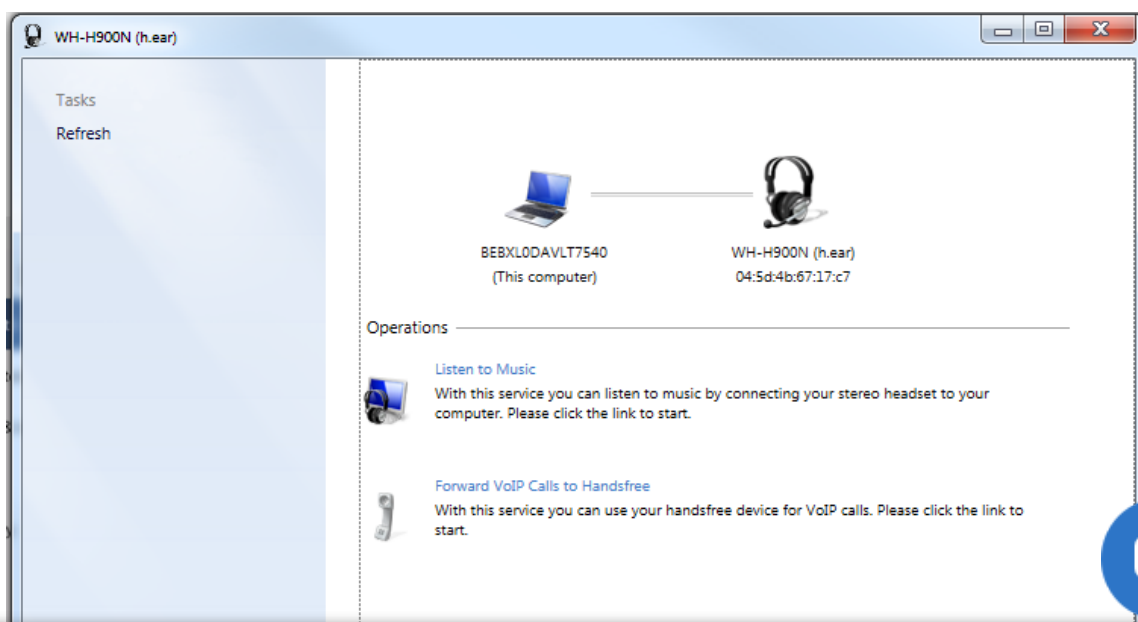 WH-H900N (h.ear)
Tasks
Refresh
BEBXL0DAVLT7540
(This computer)
WH-H900N (h.ear)
04:5d:4b:67:17:c7
Operations
Listen to Music
With this service you can listen to music by connecting your stereo headset to your
computer. Please click the link to start.
Forward VoIP Calls to Handsfree
With this service you can use your handsfree device for VoIP calls. Please click the link to
start.